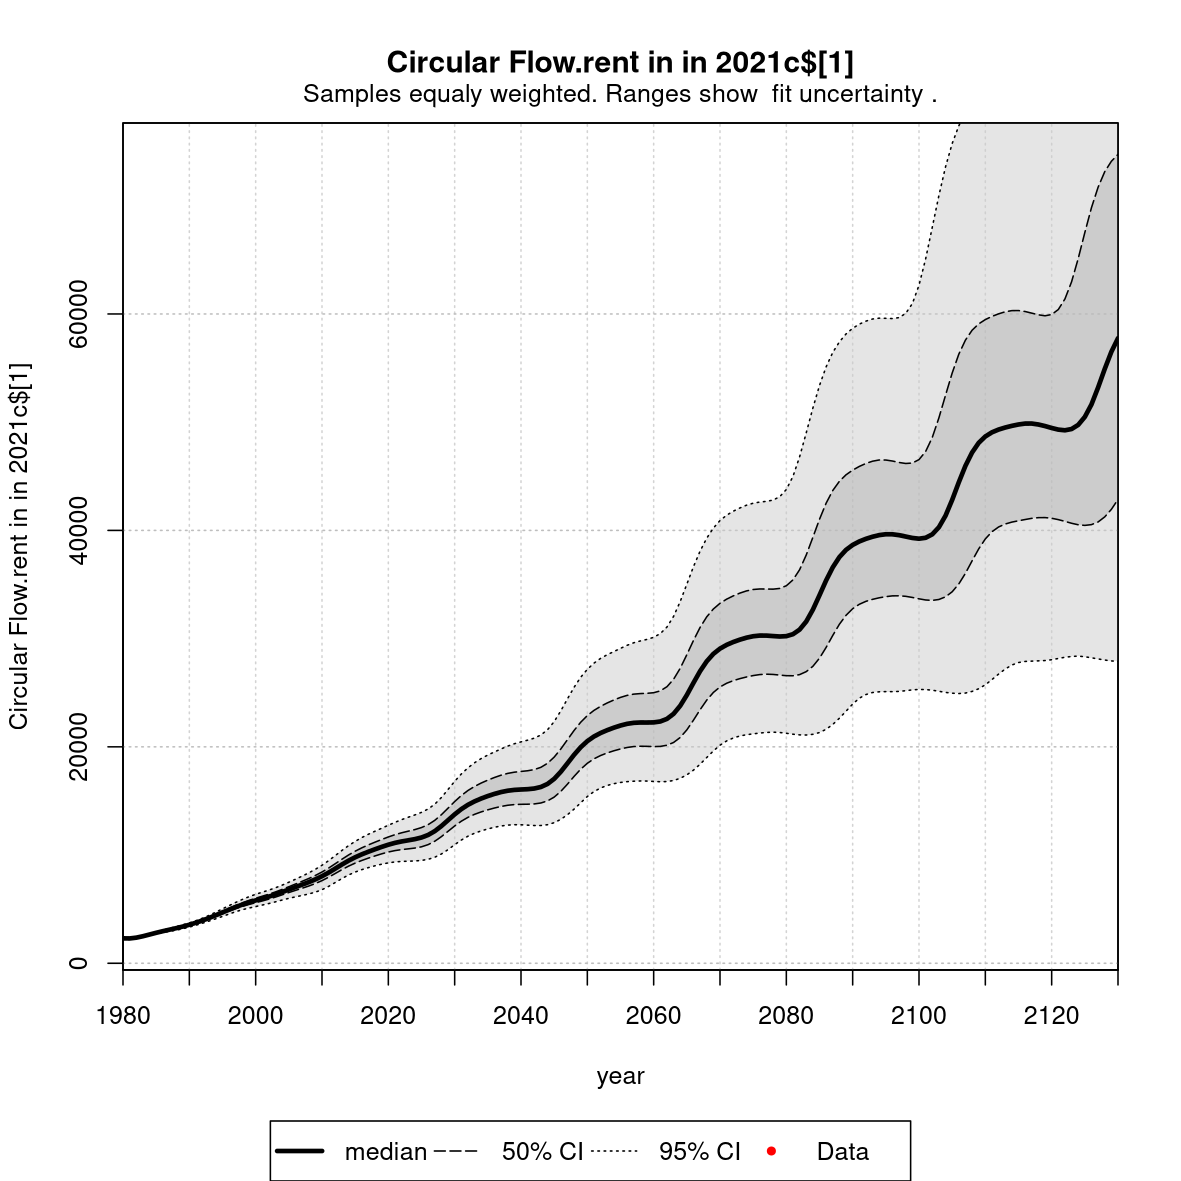 Circular Flow.rent in in 2021c$[1]
Samples equaly weighted. Ranges show  fit uncertainty .
Circular Flow.rent in in 2021c$[1]
60000
40000
20000
0
1980 2000 2020 2040 2060 2080 2100 2120
year
median 50% CI 95% CI Data